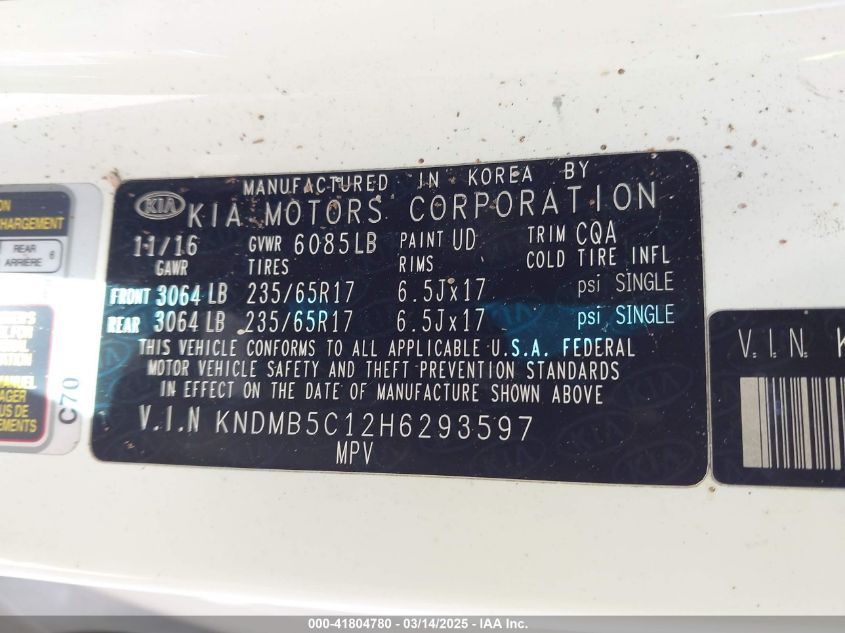 MANUFACTURED IN KOREA BY
KIA KIA MOTORS CORPORATION
11/16 GVWR 6085LB PAINT UD TRIM CQA
GAWR TIRES RIMS COLD TIRE INFL
FRONT 3064 LB 235/65R17 6.5Jx17 psi SINGLE
REAR 3064 LB 235/65R17 6.5Jx17 psi SINGLE
THIS VEHICLE CONFORMS TO ALL APPLICABLE U.S.A. FEDERAL
MOTOR VEHICLE SAFETY AND THEFT PREVENTION STANDARDS
IN EFFECT ON THE DATE OF MANUFACTURE SHOWN ABOVE
V.I.N KNDMB5C12H6293597
MPV
REAR
ARRIÈRE 6
C70
V.I.N. K
000-41804780 - 03/14/2025 - IAA Inc.